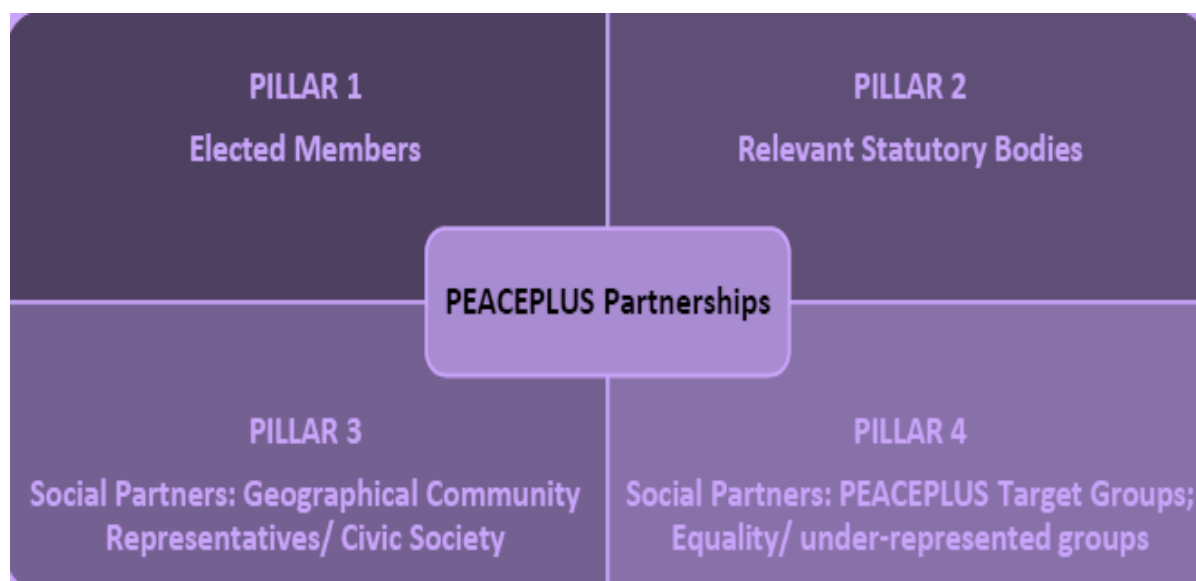 PILLAR 1
Elected Members
PILLAR 2
Relevant Statutory Bodies
PEACEPLUS Partnerships
PILLAR 3
Social Partners: Geographical Community
Representatives/ Civic Society
PILLAR 4
Social Partners: PEACEPLUS Target Groups;
Equality/ under-represented groups